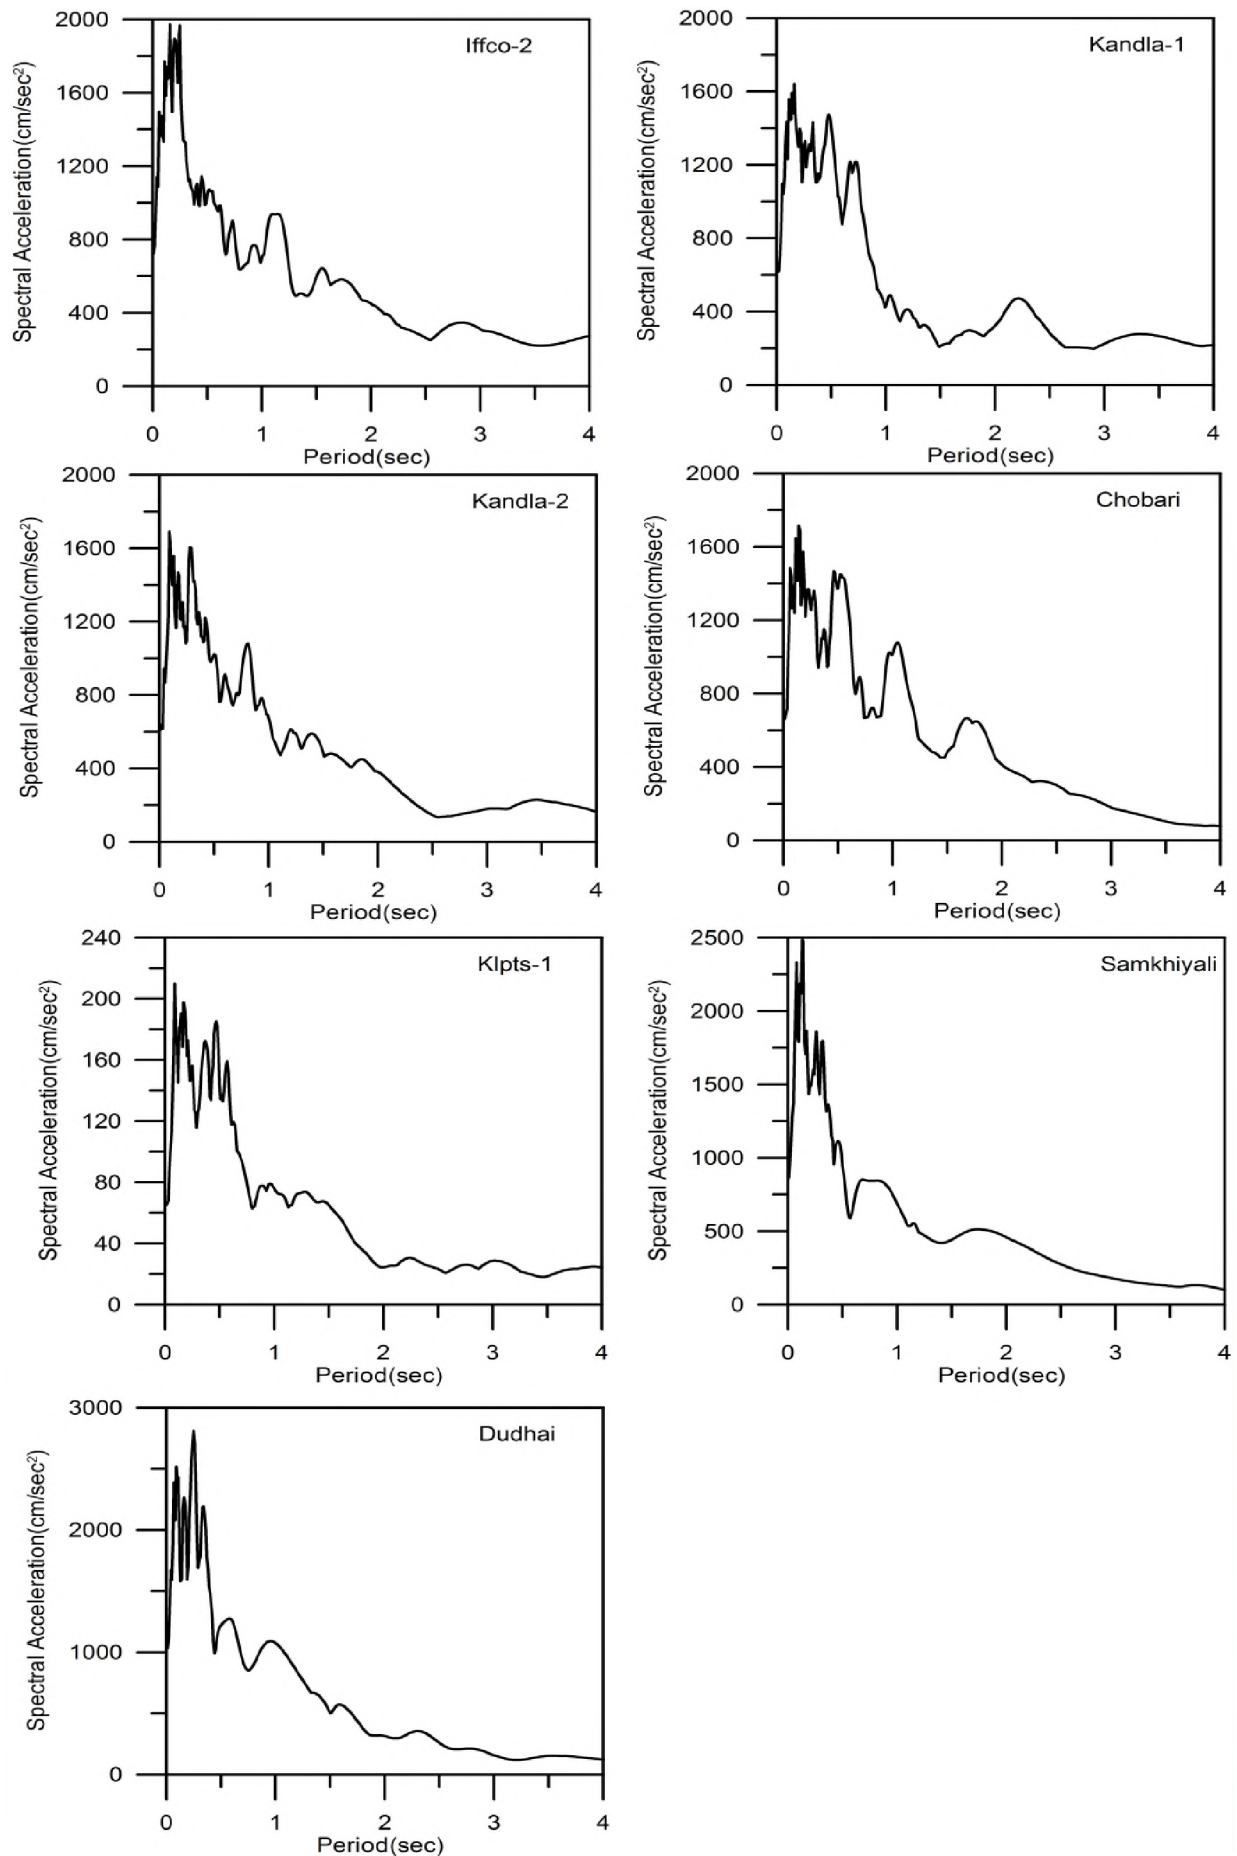 2000
1600
1200
800
400
0
Spectral Acceleration(cm/sec²)
Iffco-2
0 1 2 3 4
Period(sec)
2000
1600
1200
800
400
0
Spectral Acceleration(cm/sec²)
Kandla-1
0 1 2 3 4
Period(sec)
2000
1600
1200
800
400
0
Spectral Acceleration(cm/sec²)
Kandla-2
0 1 2 3 4
Period(sec)
2000
1600
1200
800
400
0
Spectral Acceleration(cm/sec²)
Chobari
0 1 2 3 4
Period(sec)
240
200
160
120
80
40
0
Spectral Acceleration(cm/sec²)
Klpts-1
0 1 2 3 4
Period(sec)
2500
2000
1500
1000
500
0
Spectral Acceleration(cm/sec²)
Samkhiyali
0 1 2 3 4
Period(sec)
3000
2000
1000
0
Spectral Acceleration(cm/sec²)
Dudhai
0 1 2 3 4
Period(sec)